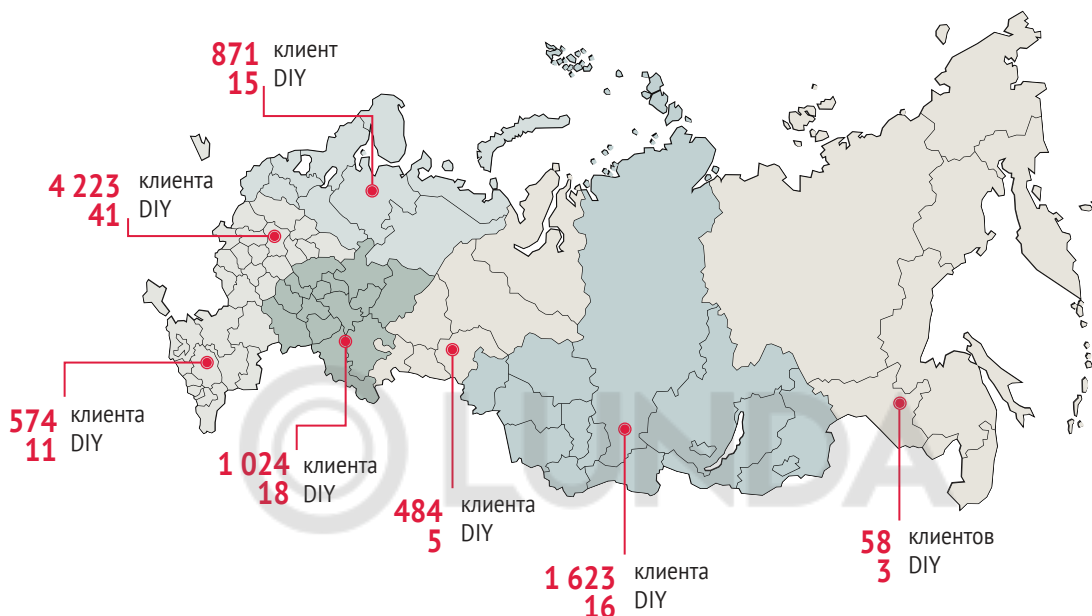 871 клиент
15 DIY
4 223 клиента
41 DIY
574 клиента
11 DIY
1 024 клиента
18 DIY
484 клиента
5 DIY
1 623 клиента
16 DIY
58 клиентов
3 DIY
© LUNDA